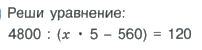 Реши уравнение:
4800 : (x · 5 – 560) = 120